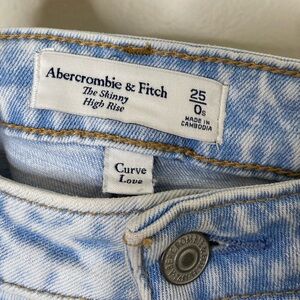 Abercrombie & Fitch
The Skinny
High Rise
25
0s
MADE IN
CAMBODIA
Curve
Love